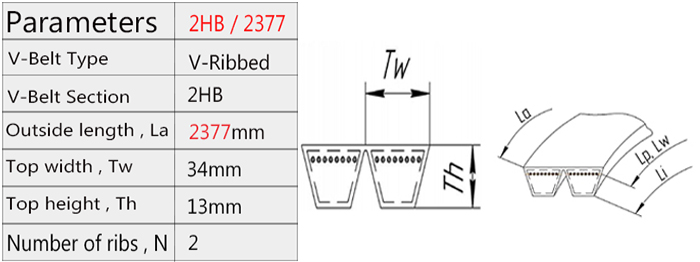 Parameters 2HB / 2377
V-Belt Type V-Ribbed
V-Belt Section 2HB
Outside length , La 2377mm
Top width , Tw 34mm
Top height , Th 13mm
Number of ribs , N 2
Tw
Th
La
Lp, Lw
Li